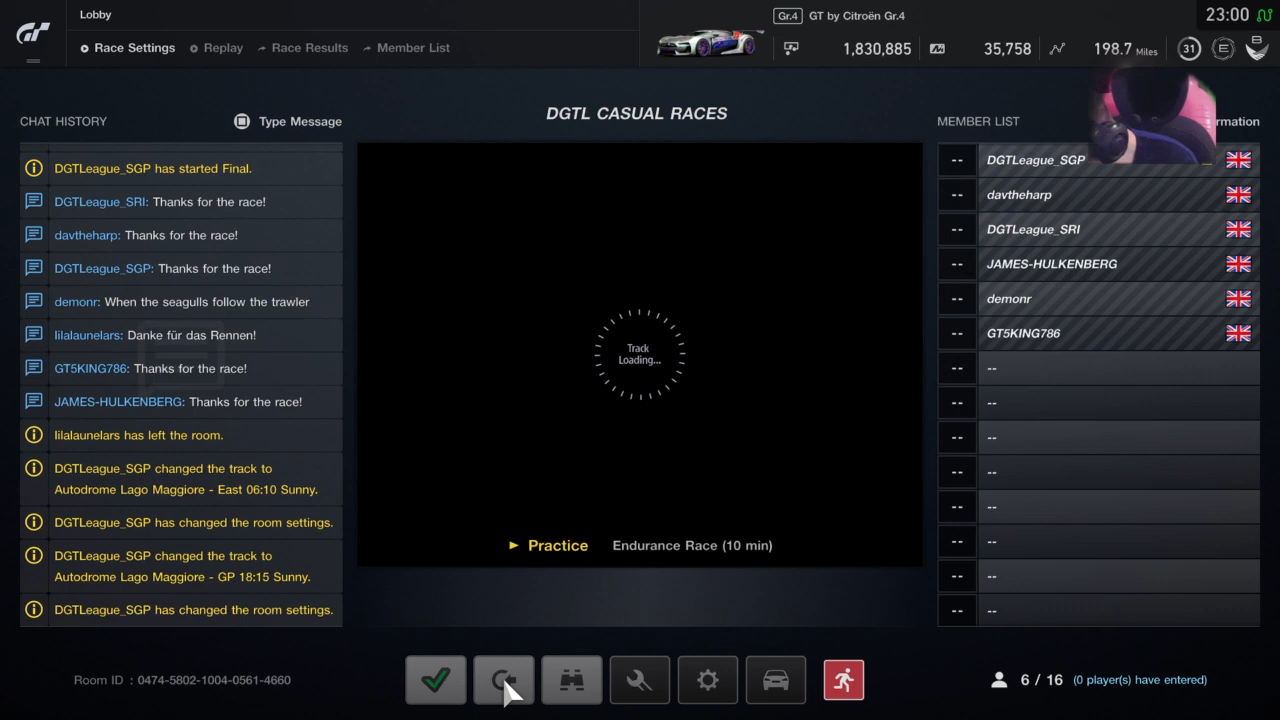 Lobby
Gr.4 GT by Citroën Gr.4
23:00
Race Settings Replay Race Results Member List
1,830,885 35,758 198.7 Miles 31 E B
DGTL CASUAL RACES
CHAT HISTORY Type Message
MEMBER LIST rmation
DGTLeague_SGP has started Final.
DGTLeague_SRI: Thanks for the race!
davtheharp: Thanks for the race!
DGTLeague_SGP: Thanks for the race!
demonr: When the seagulls follow the trawler
lilalaunelars: Danke für das Rennen!
GT5KING786: Thanks for the race!
JAMES-HULKENBERG: Thanks for the race!
lilalaunelars has left the room.
DGTLeague_SGP changed the track to
Autodrome Lago Maggiore - East 06:10 Sunny.
DGTLeague_SGP has changed the room settings.
DGTLeague_SGP changed the track to
Autodrome Lago Maggiore - GP 18:15 Sunny.
DGTLeague_SGP has changed the room settings.
Track
Loading...
Practice Endurance Race (10 min)
-- DGTLeague_SGP
-- davtheharp
-- DGTLeague_SRI
-- JAMES-HULKENBERG
-- demonr
-- GT5KING786
-- --
-- --
-- --
-- --
-- --
-- --
-- --
-- --
Room ID : 0474-5802-1004-0561-4660
6 / 16 (0 player(s) have entered)